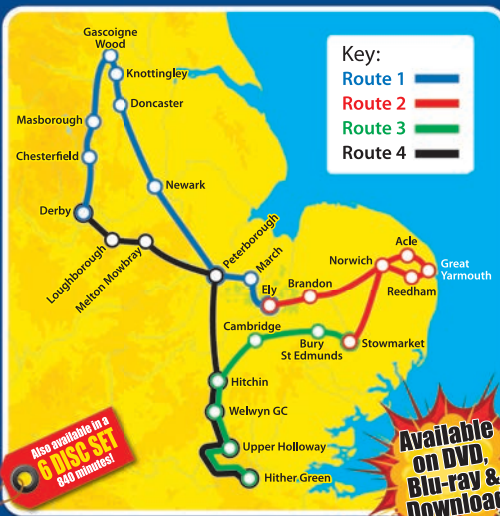 Gascoigne
Wood
Knottingley
Doncaster
Masborough
Chesterfield
Newark
Derby
Loughborough
Melton Mowbray
Peterborough
March
Ely
Brandon
Norwich
Acle
Great
Yarmouth
Reedham
Cambridge
Bury
St Edmunds
Stowmarket
Hitchin
Welwyn GC
Upper Holloway
Hither Green
Key:
Route 1
Route 2
Route 3
Route 4
Also available in a
6 DISC SET
840 minutes!
Available
on DVD,
Blu-ray &
Download